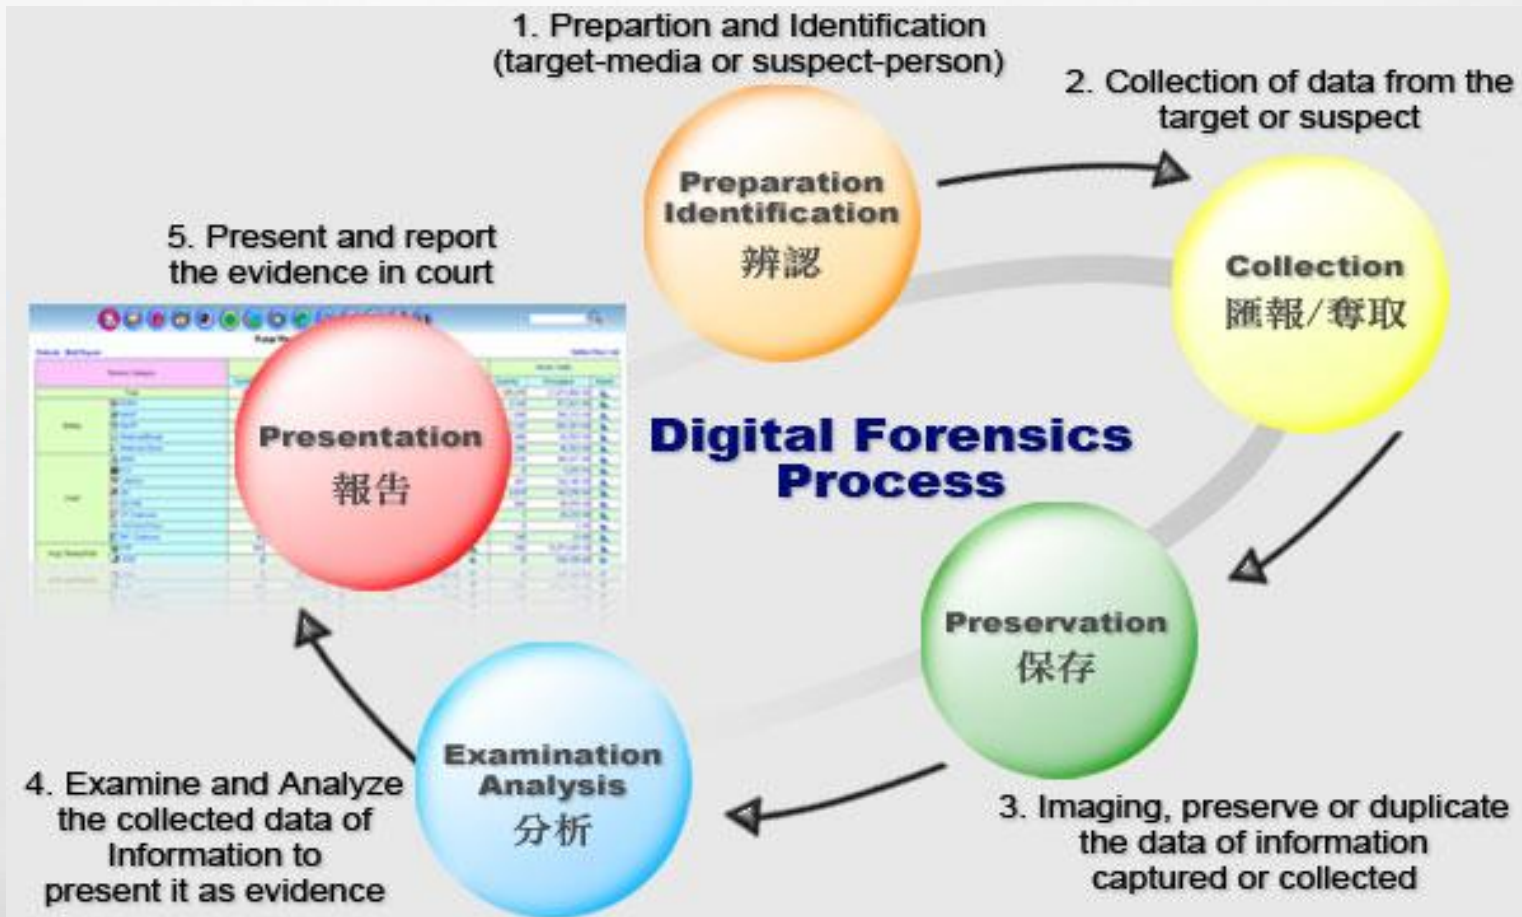 1. Prepartion and Identification
(target-media or suspect-person)
Preparation
Identification
辨認
2. Collection of data from the
target or suspect
Collection
匯報/奪取
Digital Forensics
Process
Preservation
保存
3. Imaging, preserve or duplicate
the data of information
captured or collected
Examination
Analysis
分析
4. Examine and Analyze
the collected data of
Information to
present it as evidence
5. Present and report
the evidence in court
Presentation
報告